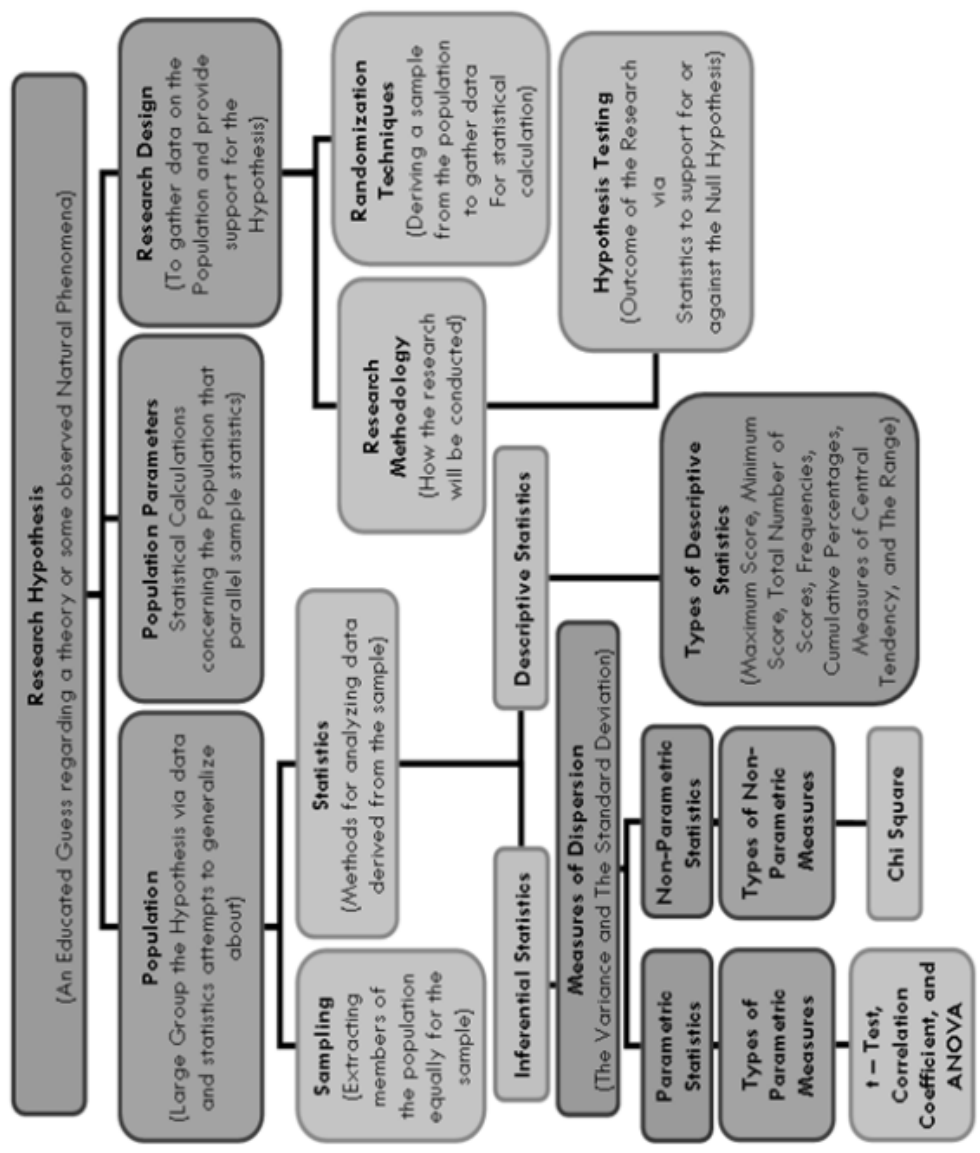 Research Hypothesis
(An Educated Guess regarding a theory or some observed Natural Phenomena)
Population
(Large Group the Hypothesis via data
and statistics attempts to generalize
about)
Population Parameters
Statistical Calculations
concerning the Population that
parallel sample statistics)
Research Design
(To gather data on the
Population and provide
support for the
Hypothesis)
Sampling
(Extracting
members of
the population
equally for the
sample)
Statistics
(Methods for analyzing data
derived from the sample)
Research
Methodology
(How the research
will be conducted)
Randomization
Techniques
(Deriving a sample
from the population
to gather data
For statistical
calculation)
Inferential Statistics
Descriptive Statistics
Hypothesis Testing
(Outcome of the Research
via
Statistics to support for or
against the Null Hypothesis)
Measures of Dispersion
(The Variance and The Standard Deviation)
Parametric
Statistics
Non-Parametric
Statistics
Types of Descriptive
Statistics
(Maximum Score, Minimum
Score, Total Number of
Scores, Frequencies,
Cumulative Percentages,
Measures of Central
Tendency, and The Range)
Types of
Parametric
Measures
Types of Non-
Parametric
Measures
t – Test,
Correlation
Coefficient, and
ANOVA
Chi Square